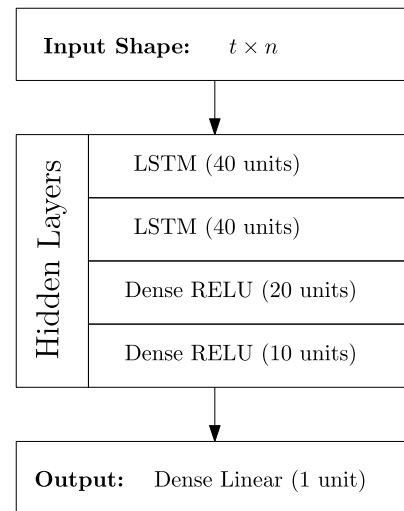 Input Shape: t × n
Hidden Layers
LSTM (40 units)
LSTM (40 units)
Dense RELU (20 units)
Dense RELU (10 units)
Output: Dense Linear (1 unit)